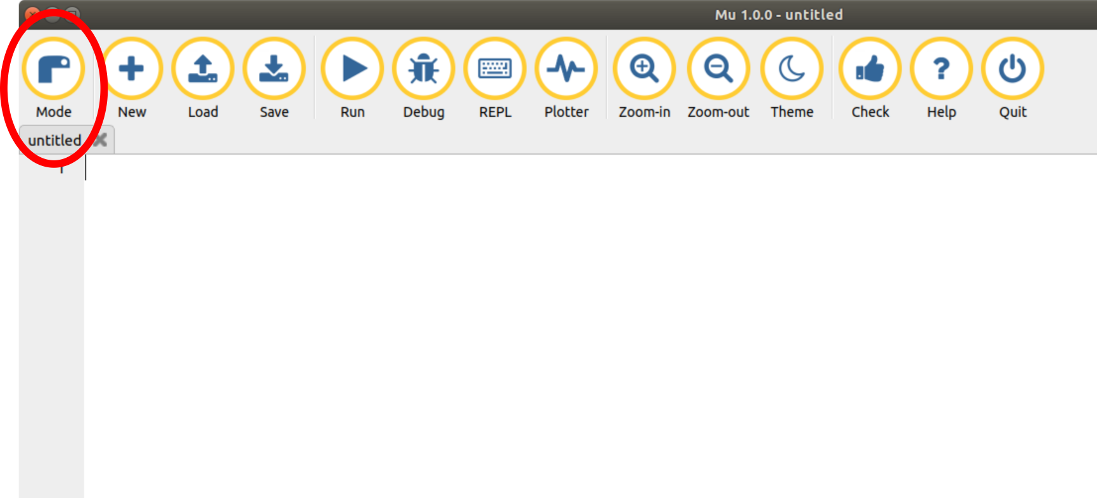 Mu 1.0.0 - untitled
Mode New Load Save Run Debug REPL Plotter Zoom-in Zoom-out Theme Check Help Quit
untitled
1